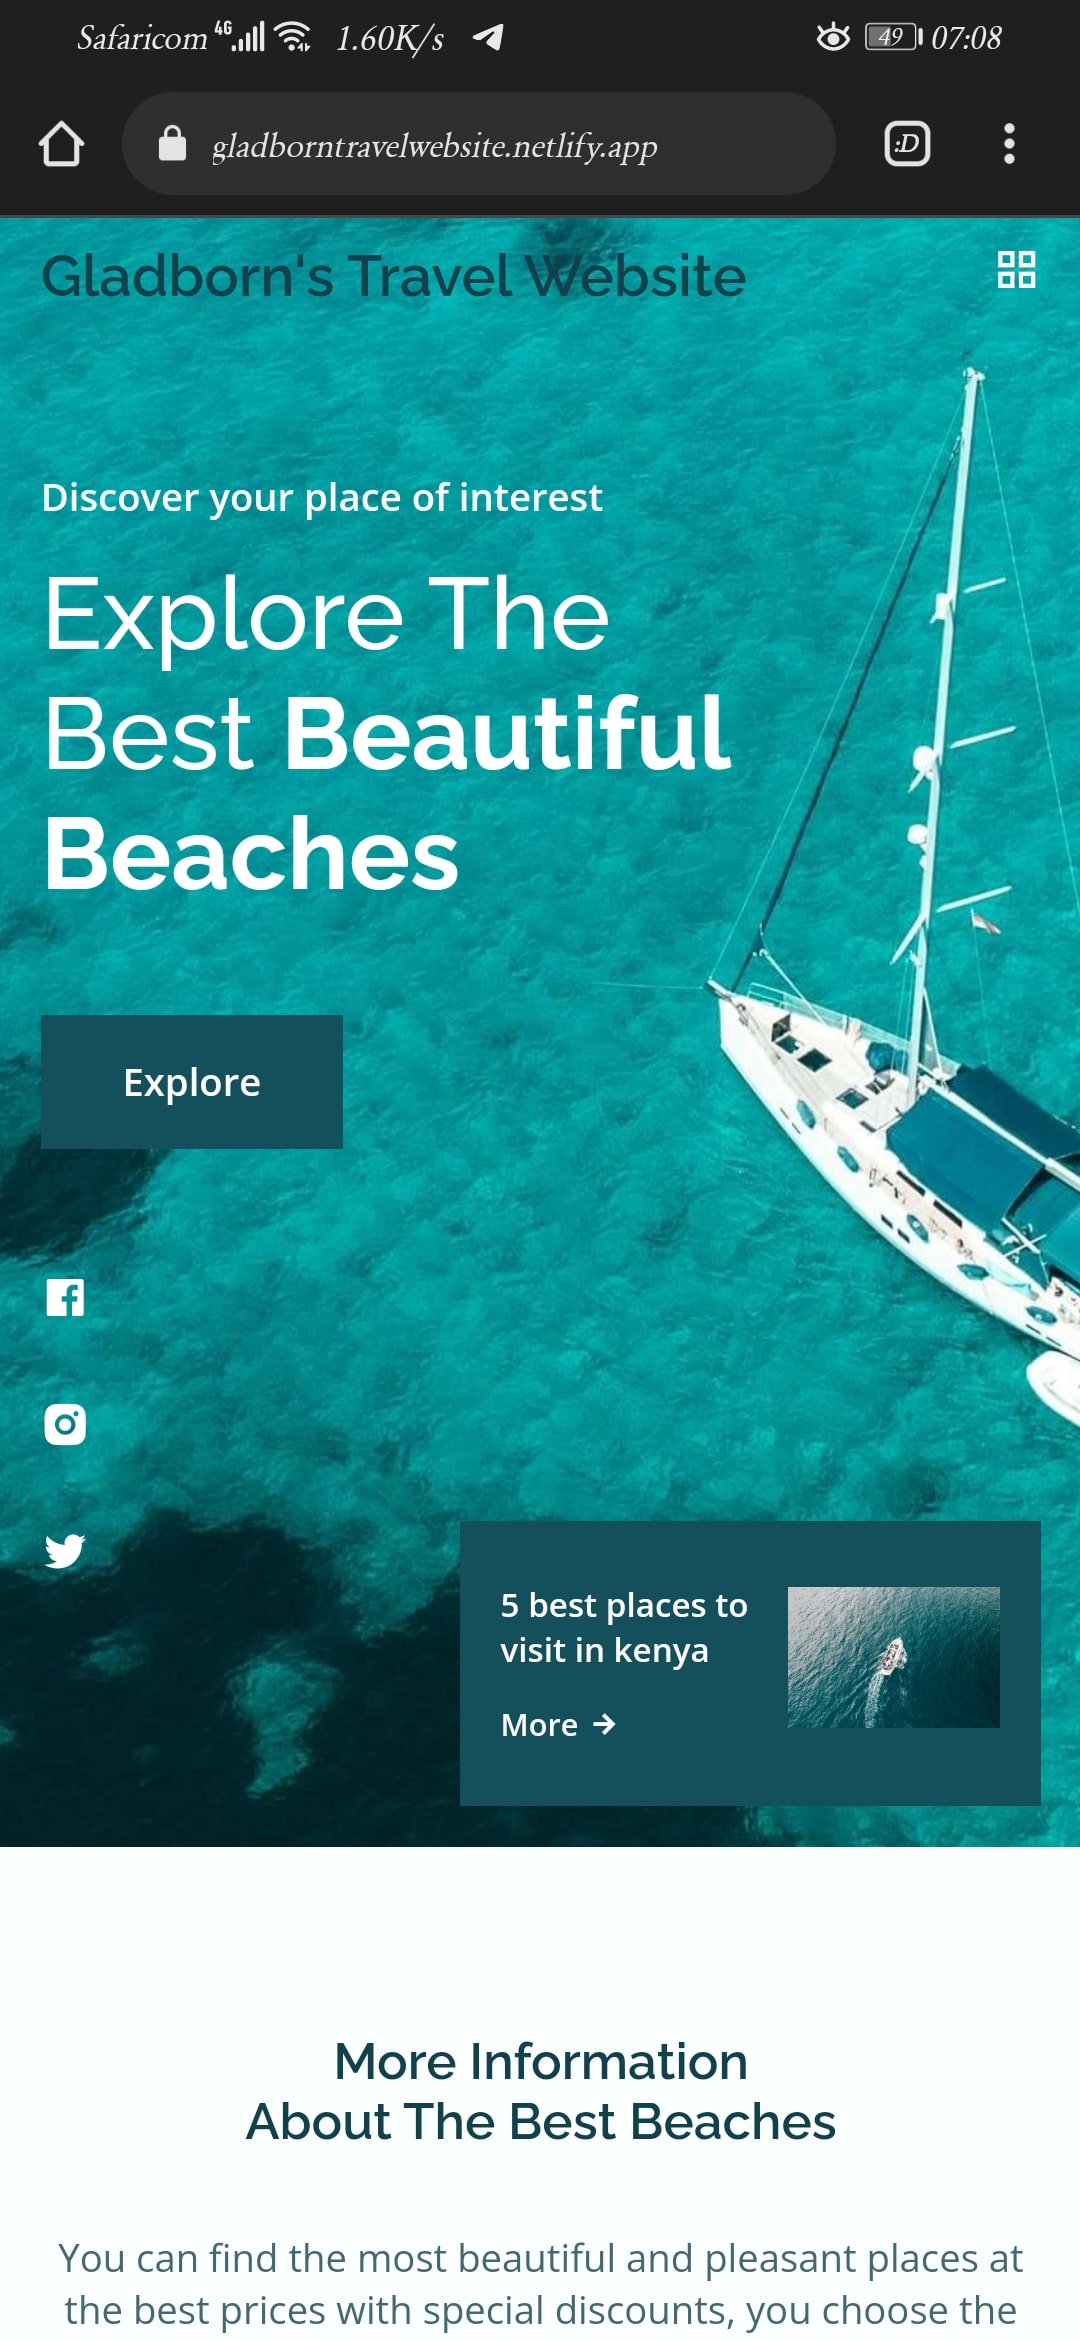 Safaricom 4G 1.60K/s 49 07:08
gladborntravelwebsite.netlify.app :D
Gladborn's Travel Website
Discover your place of interest
Explore The
Best Beautiful
Beaches
Explore
5 best places to
visit in kenya
More →
More Information
About The Best Beaches
You can find the most beautiful and pleasant places at
the best prices with special discounts, you choose the